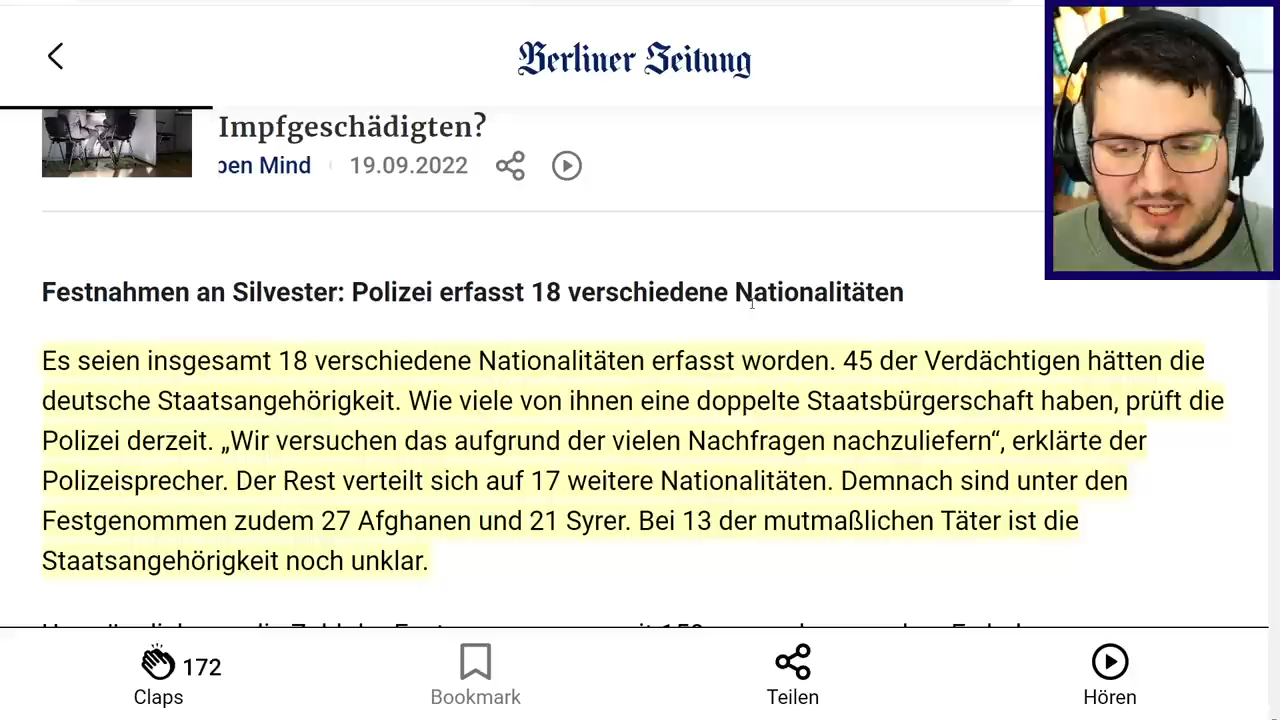 Berliner Zeitung
Impfgeschädigten?
pen Mind 19.09.2022
Festnahmen an Silvester: Polizei erfasst 18 verschiedene Nationalitäten
Es seien insgesamt 18 verschiedene Nationalitäten erfasst worden. 45 der Verdächtigen hätten die
deutsche Staatsangehörigkeit. Wie viele von ihnen eine doppelte Staatsbürgerschaft haben, prüft die
Polizei derzeit. „Wir versuchen das aufgrund der vielen Nachfragen nachzuliefern“, erklärte der
Polizeisprecher. Der Rest verteilt sich auf 17 weitere Nationalitäten. Demnach sind unter den
Festgenommen zudem 27 Afghanen und 21 Syrer. Bei 13 der mutmaßlichen Täter ist die
Staatsangehörigkeit noch unklar.
172
Claps Bookmark Teilen Hören